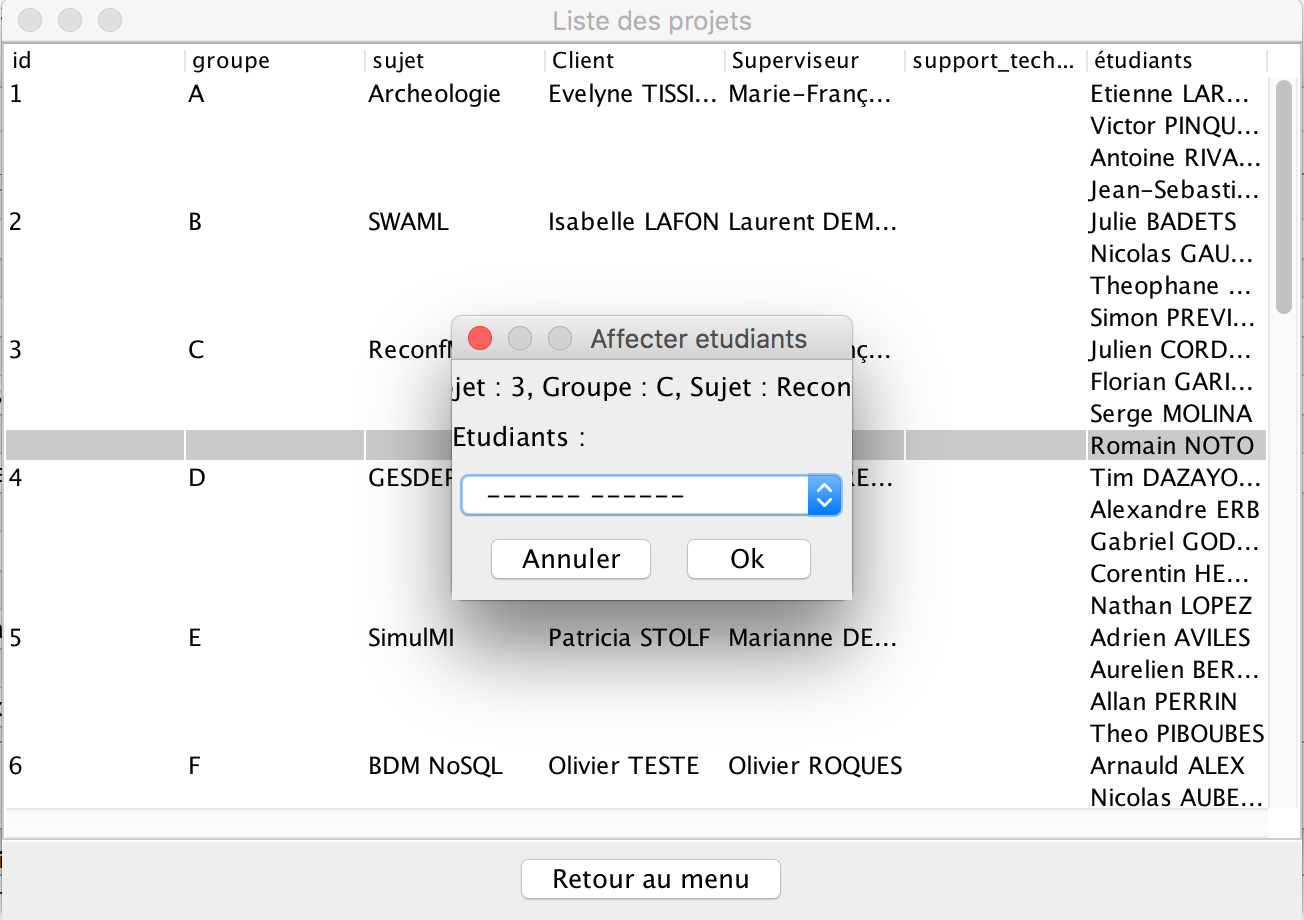 Liste des projets
id groupe sujet Client Superviseur support_tech... étudiants
1 A Archeologie Evelyne TISSI... Marie-Franç... Etienne LAR...
Victor PINQU...
Antoine RIVA...
Jean-Sebasti...
2 B SWAML Isabelle LAFON Laurent DEM... Julie BADETS
Nicolas GAU...
Theophane ...
Simon PREVI...
3 C Julien CORD...
Florian GARI...
Serge MOLINA
Romain NOTO
4 D Tim DAZAYO...
Alexandre ERB
Gabriel GOD...
Corentin HE...
Nathan LOPEZ
5 E SimulMI Patricia STOLF Marianne DE... Adrien AVILES
Aurelien BER...
Allan PERRIN
Theo PIBOUBES
6 F BDM NoSQL Olivier TESTE Olivier ROQUES Arnauld ALEX
Nicolas AUBE...
Affecter etudiants
jet : 3, Groupe : C, Sujet : Recon
Etudiants :
------ ------
Annuler Ok
Retour au menu